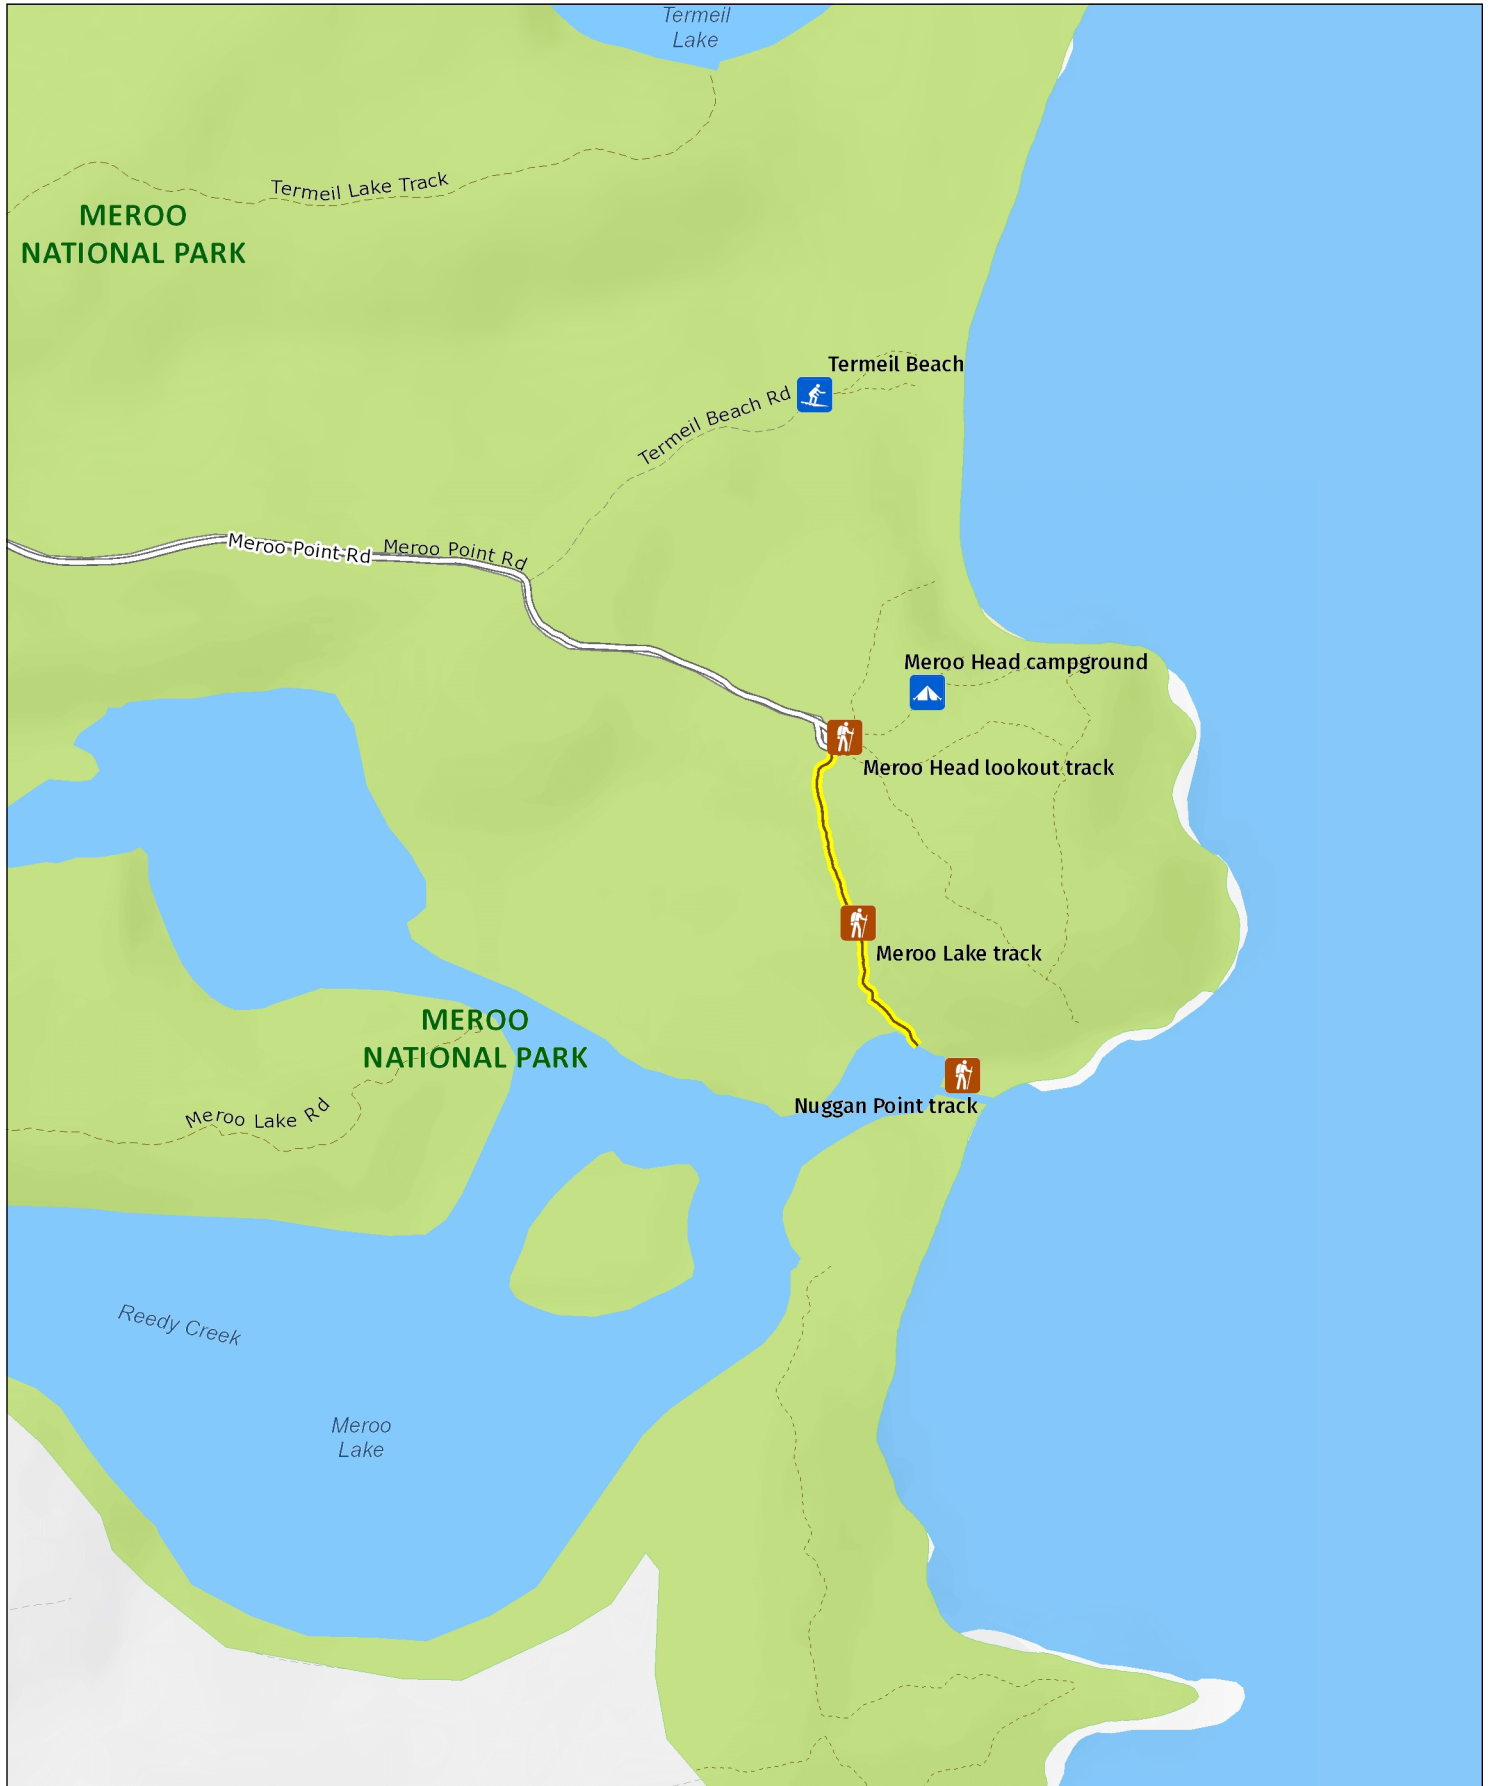 Termeil
Lake
Termeil Lake Track
MEROO
NATIONAL PARK
Termeil Beach
Termeil Beach Rd
Meroo Point Rd
Meroo Point Rd
Meroo Head campground
Meroo Head lookout track
Meroo Lake track
MEROO
NATIONAL PARK
Meroo Lake Rd
Nuggan Point track
Reedy Creek
Meroo
Lake